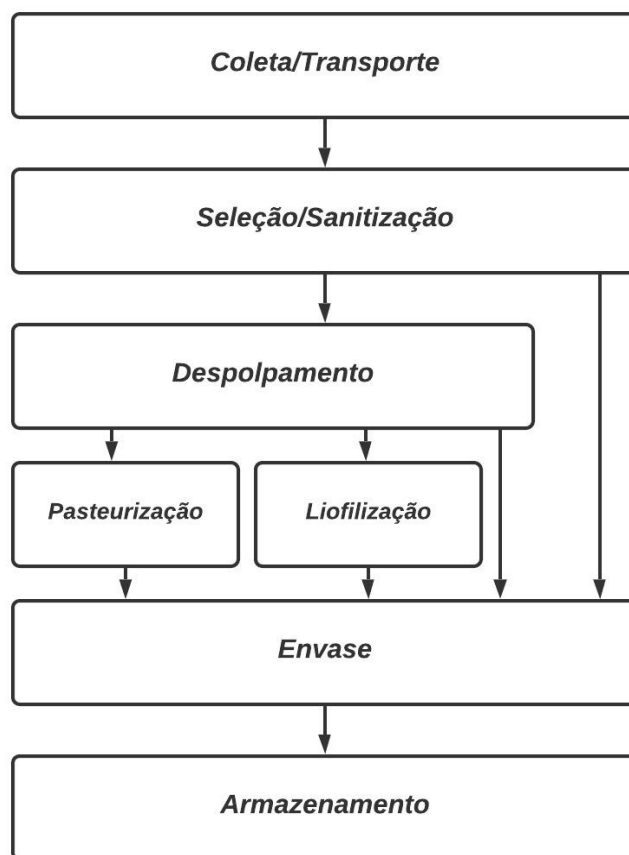 Coleta/Transporte
Seleção/Sanitização
Despolpamento
Pasteurização
Liofilização
Envase
Armazenamento